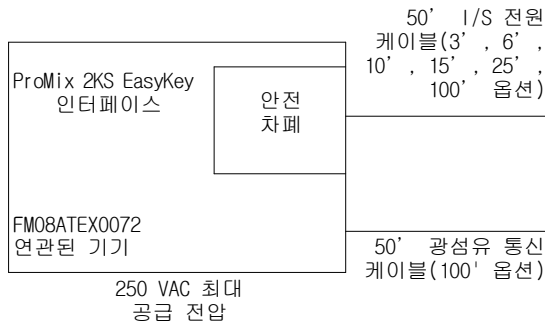 50’ I/S 전원
케이블(3’, 6’,
10’, 15’, 25’,
100’ 옵션)
ProMix 2KS EasyKey
인터페이스
안전
차폐
FM08ATEX0072
연관된 기기
50’ 광섬유 통신
케이블(100' 옵션)
250 VAC 최대
공급 전압